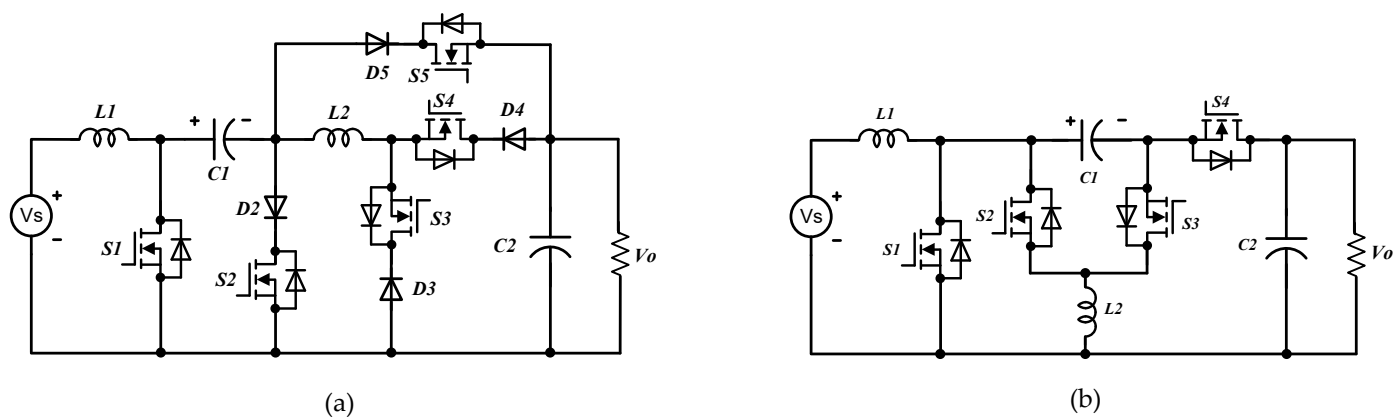 D5
S5
L1
+
-
C1
L2
S4
D4
Vs
+
-
S1
D2
S2
S3
D3
C2
Vo
(a)
L1
+
-
C1
S4
Vs
+
-
S1
S2
S3
L2
C2
Vo
(b)